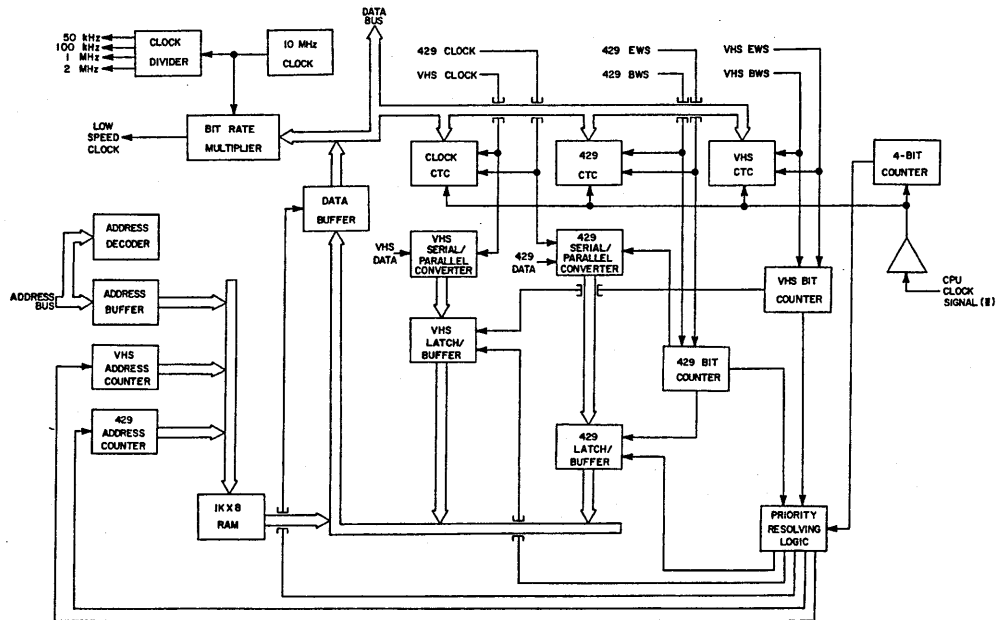 DATA
BUS
50 kHz
100 kHz
1 MHz
2 MHz
CLOCK
DIVIDER
10 MHz
CLOCK
429 CLOCK
VHS CLOCK
429 EWS
429 BWS
VHS EWS
VHS BWS
LOW
SPEED
CLOCK
BIT RATE
MULTIPLIER
CLOCK
CTC
429
CTC
VHS
CTC
4-BIT
COUNTER
DATA
BUFFER
ADDRESS
DECODER
VHS
DATA
VHS
SERIAL/
PARALLEL
CONVERTER
429
DATA
429
SERIAL/
PARALLEL
CONVERTER
ADDRESS
BUS
ADDRESS
BUFFER
VHS BIT
COUNTER
CPU
CLOCK
SIGNAL
VHS
LATCH/
BUFFER
VHS
ADDRESS
COUNTER
429 BIT
COUNTER
429
ADDRESS
COUNTER
429
LATCH/
BUFFER
1K X 8
RAM
PRIORITY
RESOLVING
LOGIC